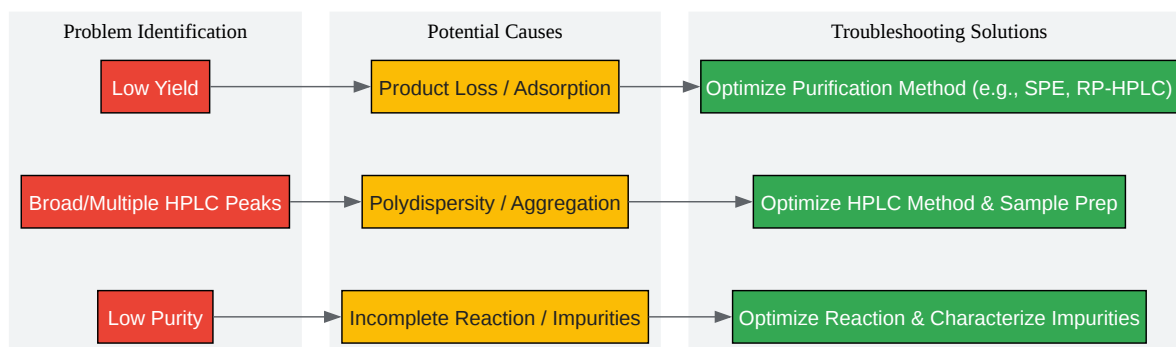 Problem Identification
Potential Causes
Troubleshooting Solutions
Low Yield
Product Loss / Adsorption
Optimize Purification Method (e.g., SPE, RP-HPLC)
Broad/Multiple HPLC Peaks
Polydispersity / Aggregation
Optimize HPLC Method & Sample Prep
Low Purity
Incomplete Reaction / Impurities
Optimize Reaction & Characterize Impurities